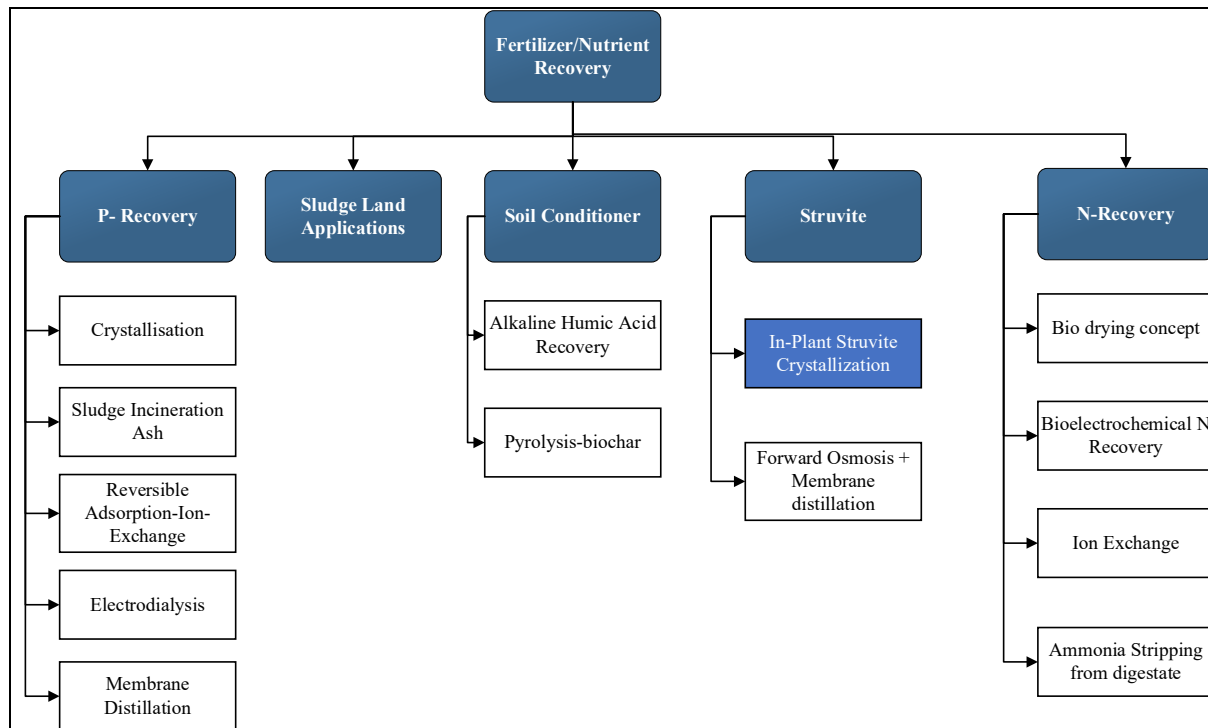 Fertilizer/Nutrient
Recovery
P- Recovery
Sludge Land
Applications
Soil Conditioner
Struvite
N-Recovery
Crystallisation
Sludge Incineration
Ash
Reversible
Adsorption-Ion-
Exchange
Electrodialysis
Membrane
Distillation
Alkaline Humic Acid
Recovery
Pyrolysis-biochar
In-Plant Struvite
Crystallization
Forward Osmosis +
Membrane
distillation
Bio drying concept
Bioelectrochemical N
Recovery
Ion Exchange
Ammonia Stripping
from digestate